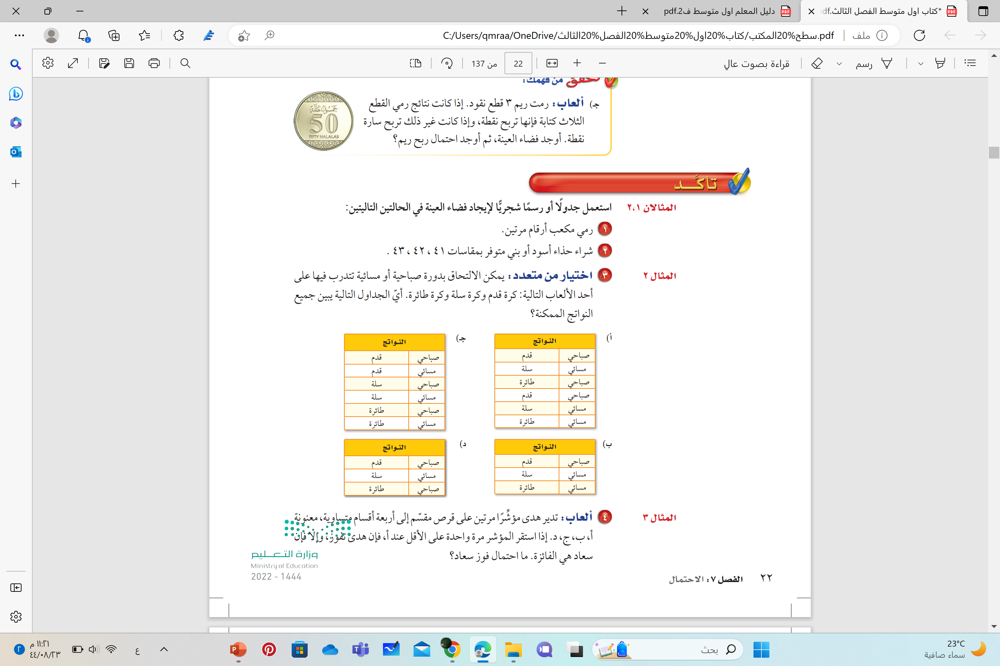 *كتاب اول متوسط الفصل الثالث.pdf
دليل المعلم اول متوسط ف2.pdf
ملف
C:/Users/qmraa/OneDrive/سطح%20المكتب/كتاب%20اول%20متوسط%20الفصل%20الثالث.pdf
رسم
قراءة بصوت عالٍ
22
من 137
تحقق من فهمك:
جـ) ألعاب: رمت ريم ٣ قطع نقود. إذا كانت نتائج رمي القطع
الثلاث كتابة فإنها تربح نقطة، وإذا كانت غير ذلك تربح سارة
نقطة. أوجد فضاء العينة، ثم أوجد احتمال ربح ريم؟
خمسون هللة
50
FIFTY HALALAS
تأكّـــد
المثالان ١، ٢
استعمل جدولًا أو رسمًا شجريًّا لإيجاد فضاء العينة في الحالتين التاليتين:
١ رمي مكعب أرقام مرتين.
٢ شراء حذاء أسود أو بني متوفر بمقاسات ٤١ ، ٤٢ ، ٤٣ .
المثال ٢
٣ اختيار من متعدد: يمكن الالتحاق بدورة صباحية أو مسائية تتدرب فيها على
أحد الألعاب التالية: كرة قدم وكرة سلة وكرة طائرة. أيّ الجداول التالية يبين جميع
النواتج الممكنة؟
أ)
النـواتج
صباحي قدم
مسائي سلة
صباحي طائرة
صباحي قدم
مسائي سلة
مسائي طائرة
جـ)
النـواتج
صباحي قدم
مسائي قدم
صباحي سلة
مسائي سلة
صباحي طائرة
مسائي طائرة
ب)
النـواتج
صباحي قدم
مسائي سلة
مسائي طائرة
د)
النـواتج
صباحي قدم
مسائي سلة
صباحي طائرة
المثال ٣
٤ ألعاب: تدير هدى مؤشِّرًا مرتين على قرص مقسّم إلى أربعة أقسام متساوية، معنونة
أ، ب، ج، د. إذا استقر المؤشر مرة واحدة على الأقل عند أ، فإن هدى تفوز، وإلا فإن
سعاد هي الفائزة. ما احتمال فوز سعاد؟
وزارة التـعـــليم
Ministry of Education
2022 - 1444
٢٢ الفصل ٧: الاحتمال
23°C
سماء صافية
بحث
ع
١١:٢١ م
٤٤/٠٨/٢٣
٢